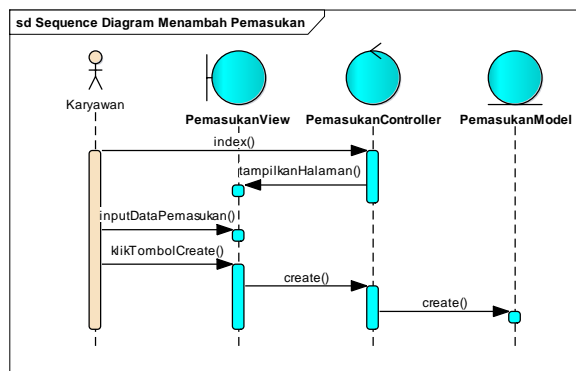 sd Sequence Diagram Menambah Pemasukan
Karyawan
PemasukanView
PemasukanController
PemasukanModel
index()
tampilkanHalaman()
inputDataPemasukan()
klikTombolCreate()
create()
create()